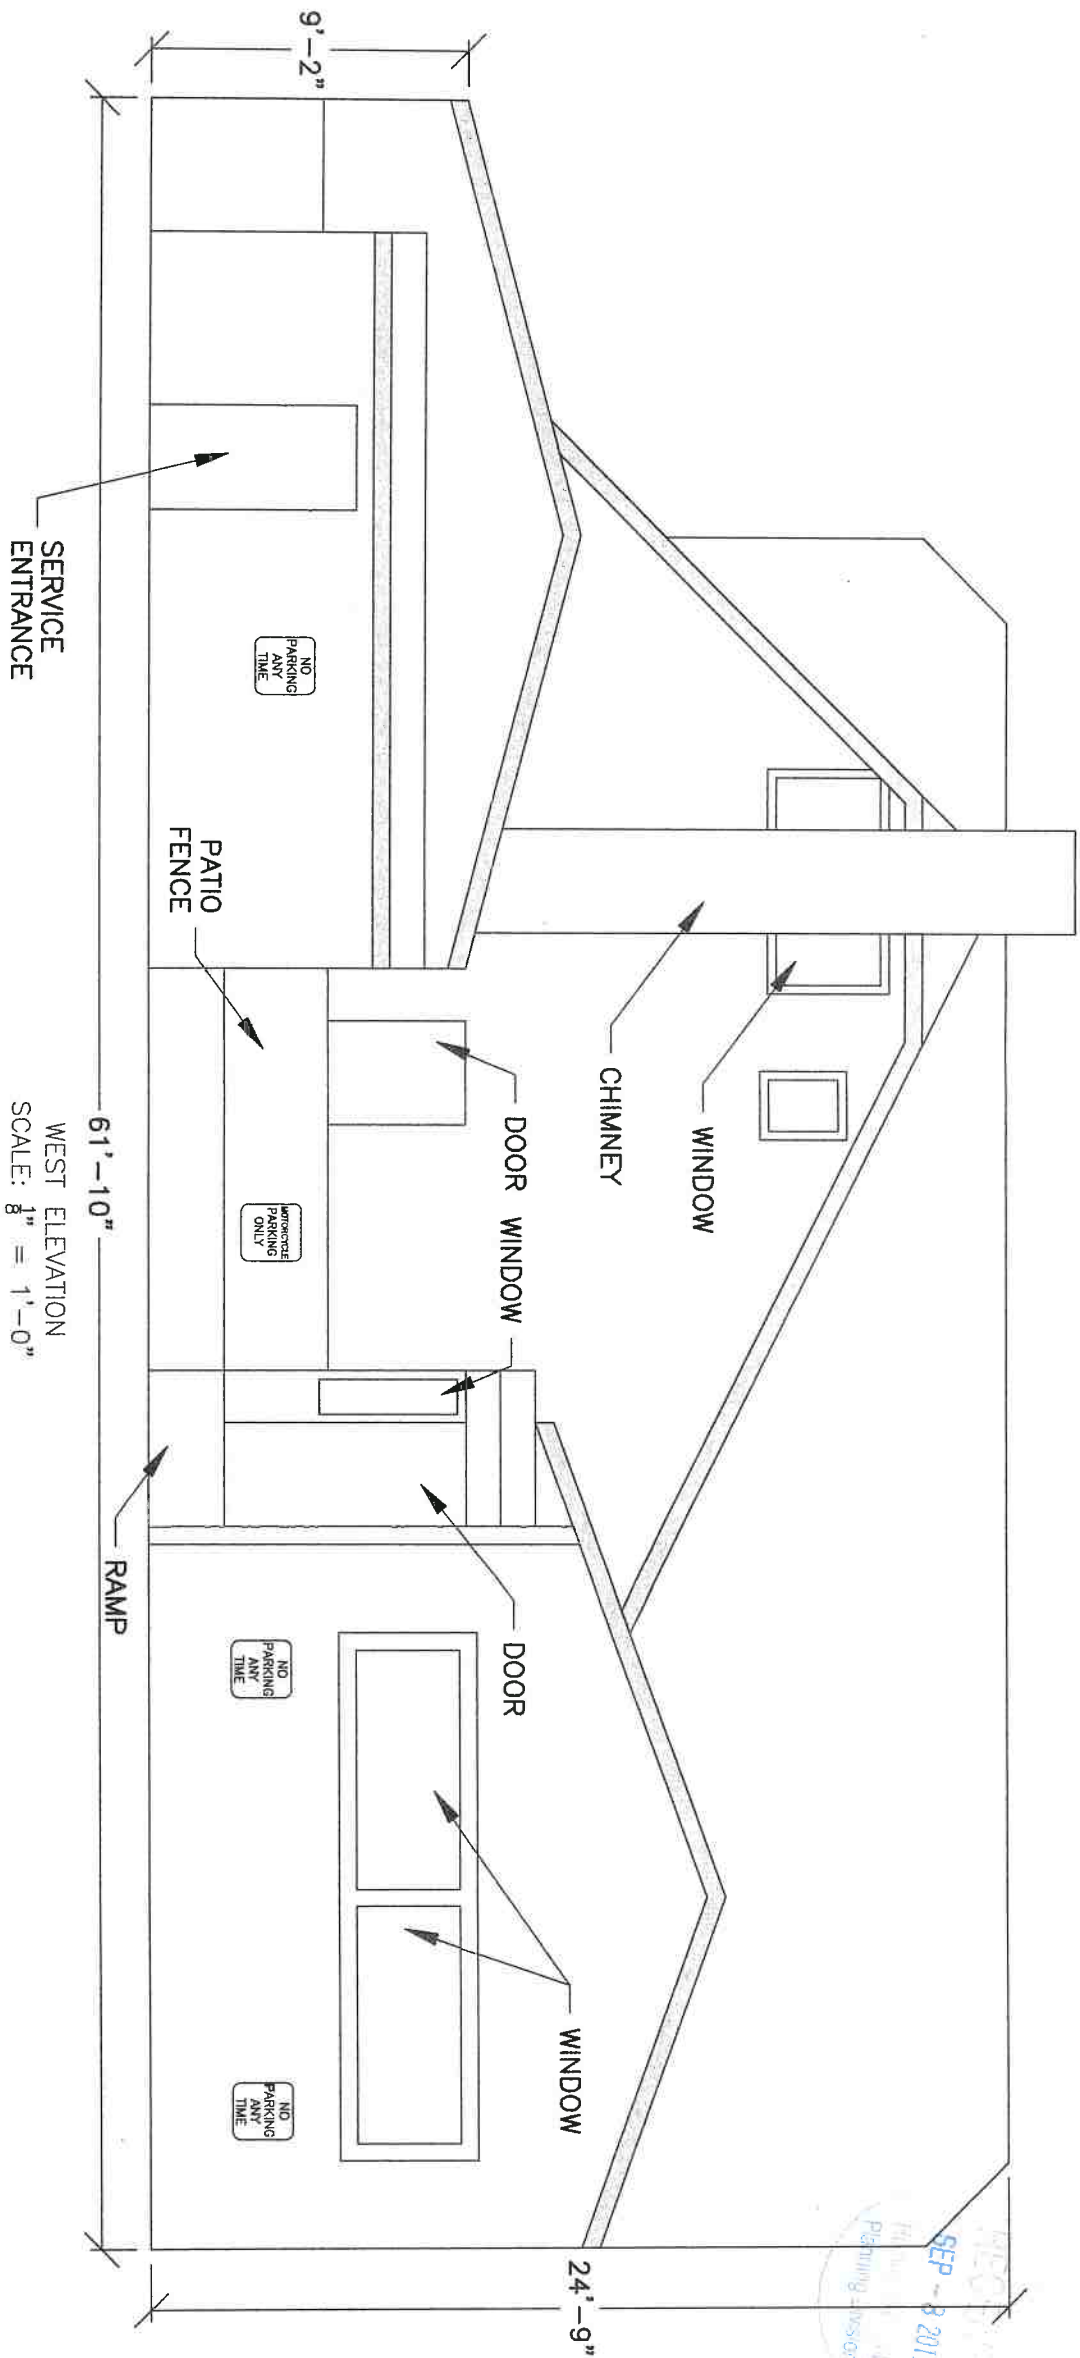 9'-2"
24'-9"
61'-10"
WINDOW
CHIMNEY
DOOR
WINDOW
DOOR
WINDOW
PATIO
FENCE
SERVICE
ENTRANCE
RAMP
NO
PARKING
ANY
TIME
MOTORCYCLE
PARKING
ONLY
NO
PARKING
ANY
TIME
NO
PARKING
ANY
TIME
WEST ELEVATION
SCALE: 1/8" = 1'-0"
SEP -8
Planning